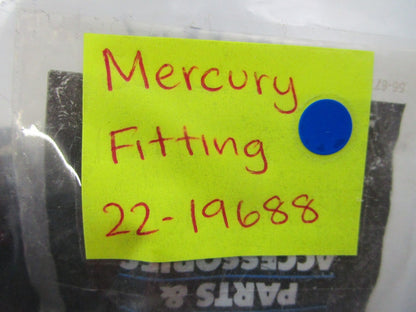 Mercury
Fitting
22-19688
PARTS &
ACCESSORIES